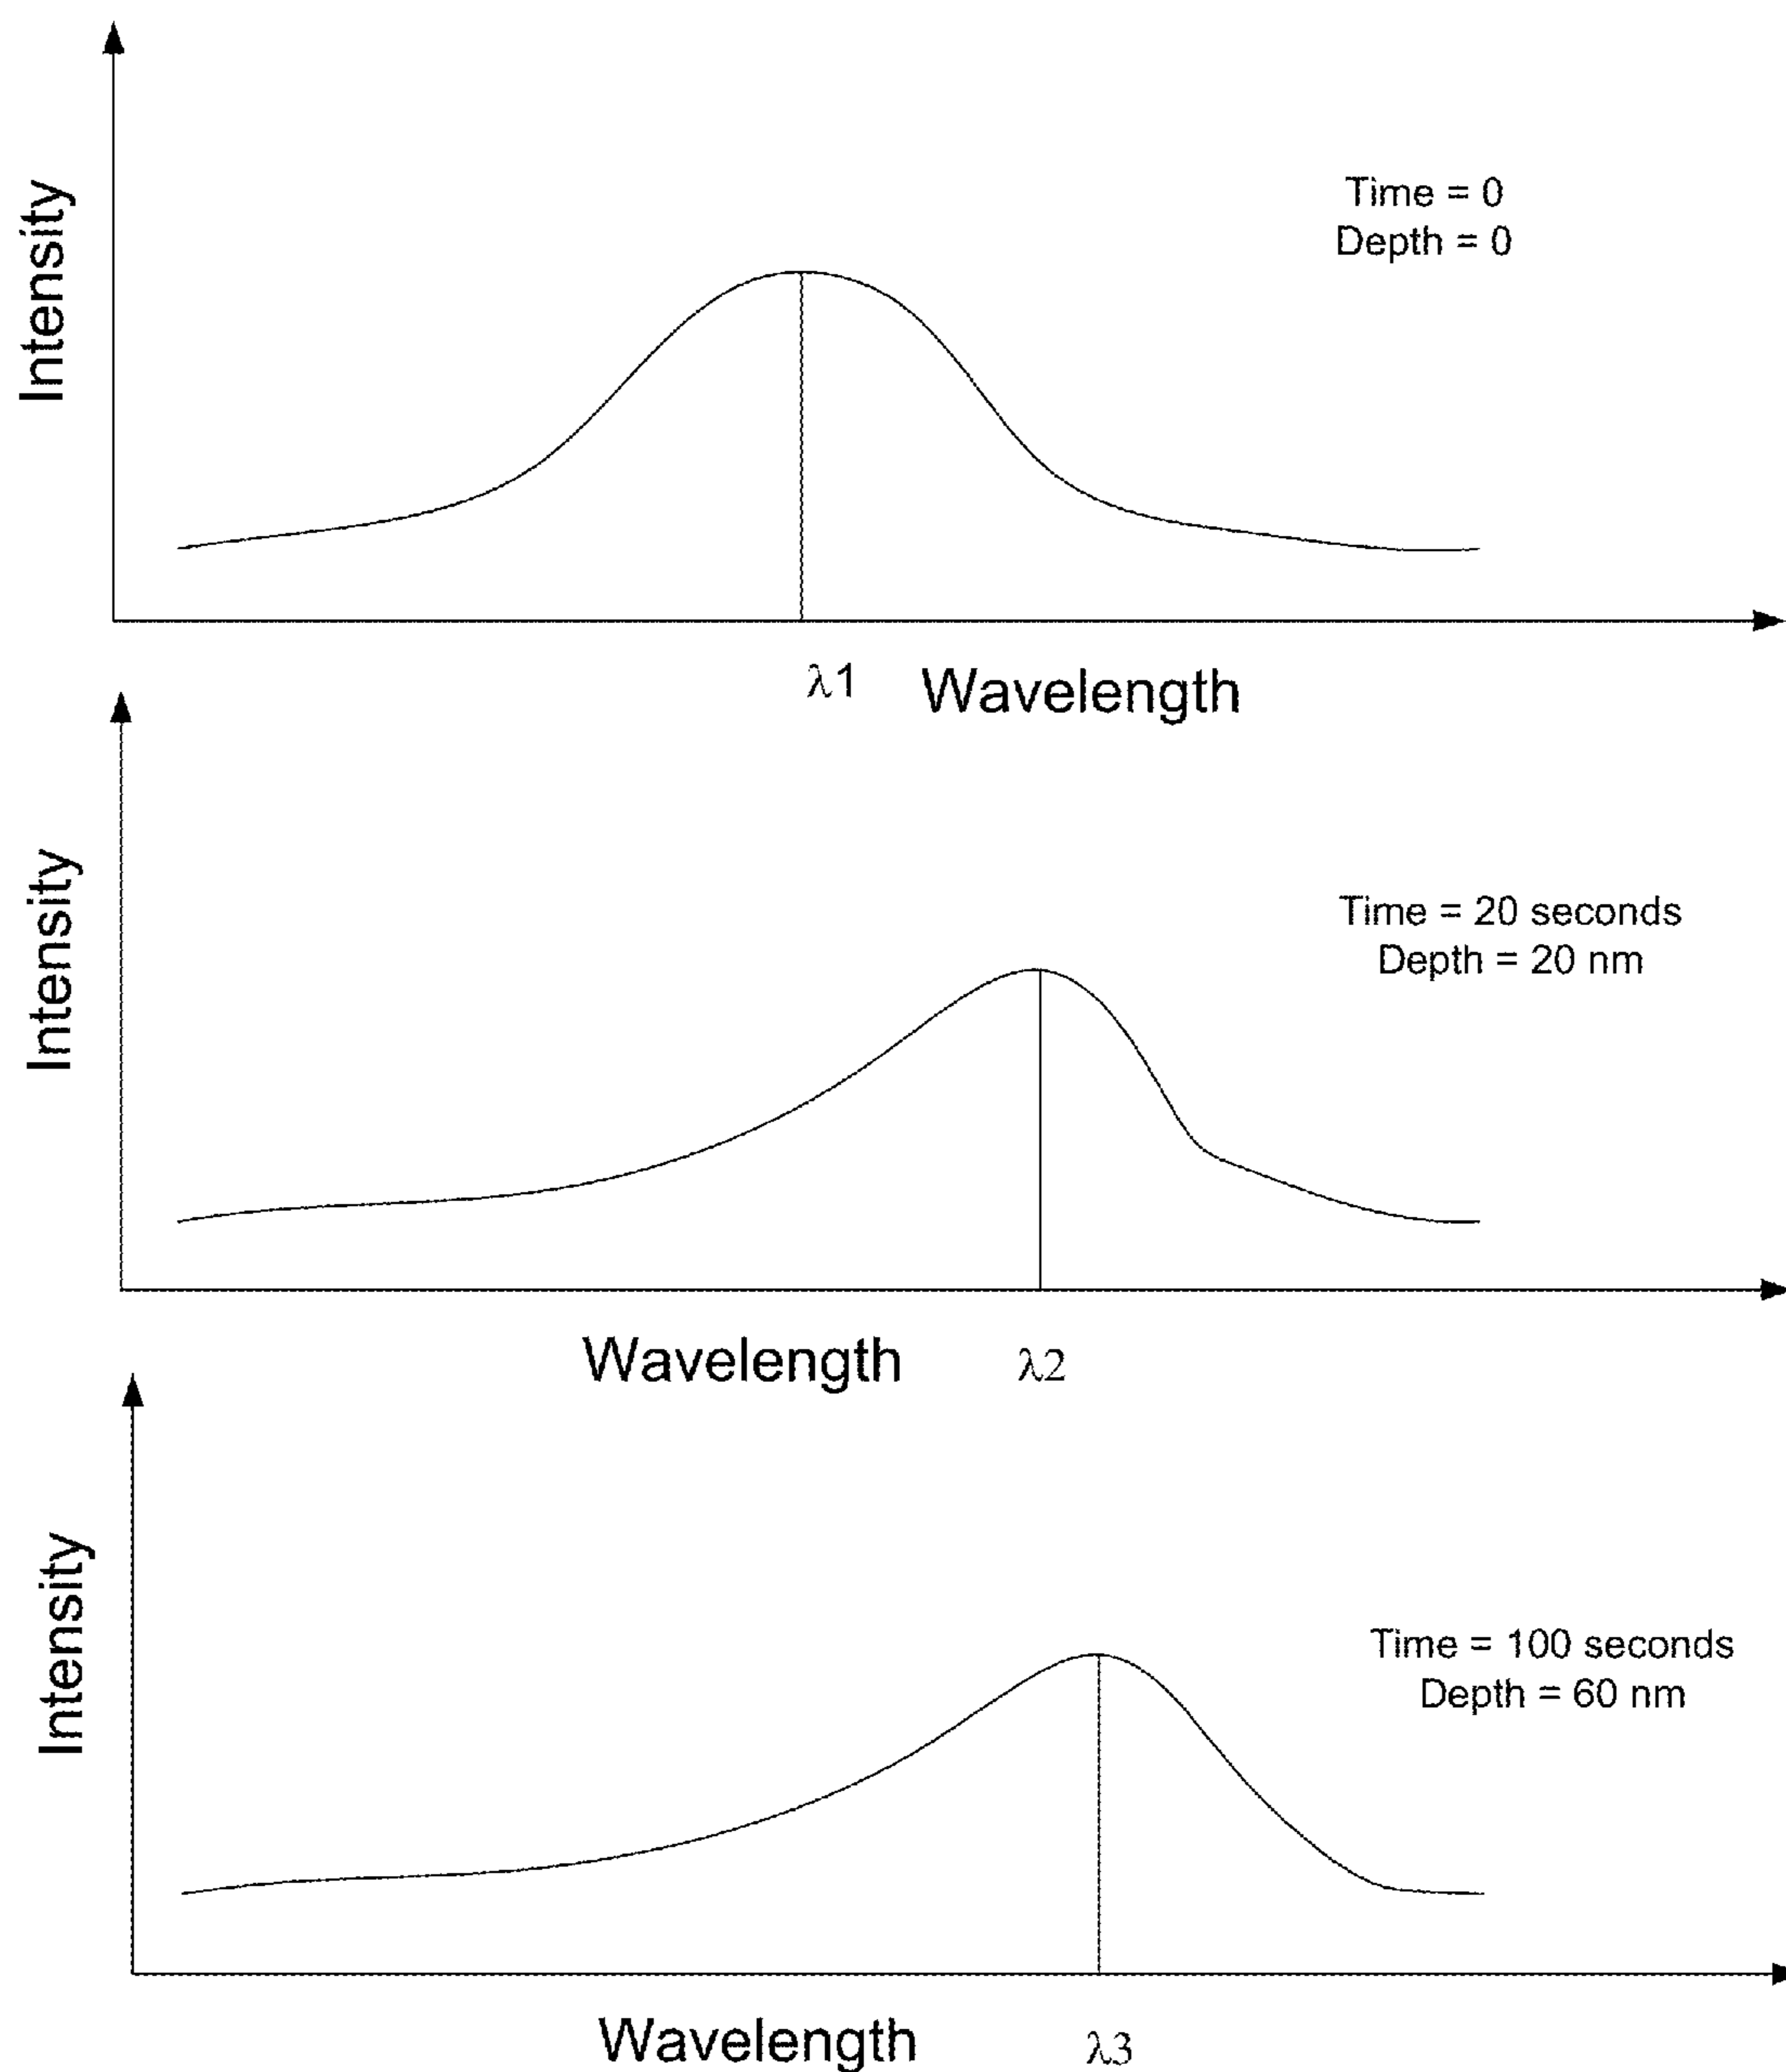 Intensity
Time = 0
Depth = 0
λ1 Wavelength
Intensity
Time = 20 seconds
Depth = 20 nm
Wavelength λ2
Intensity
Time = 100 seconds
Depth = 60 nm
Wavelength λ3